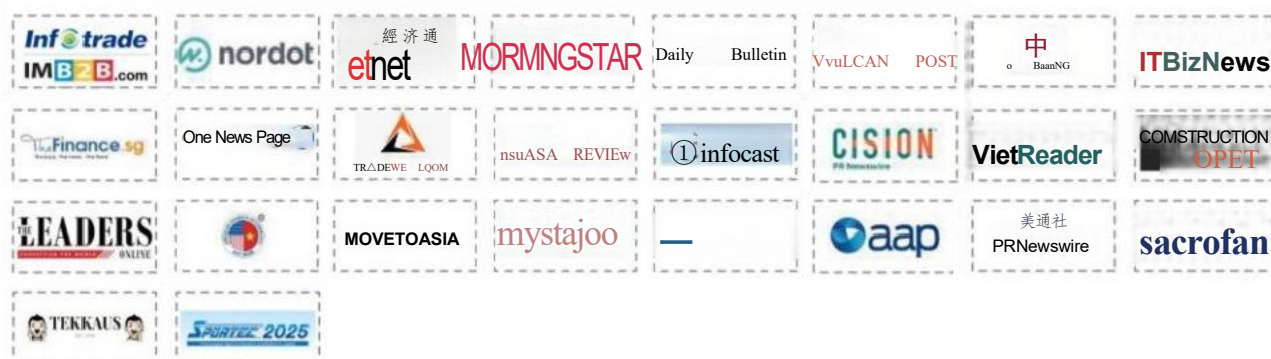 Infotrade
IMB2B.com
nordot
經济通
etnet
MORMNGSTAR
Daily Bulletin
VvuLCAN POST
中
o BaanNG
ITBizNews
TheFinance.sg
One News Page
TR△DEWE LQOM
nsuASA REVIEw
①infocast
CISION
PR Newswire
VietReader
COMSTRUCTION
OPET
THE LEADERS
ONLINE
MOVETOASIA
mystajoo
aap
美通社
PRNewswire
sacrofan
TEKKAUS
SPORTEC 2025